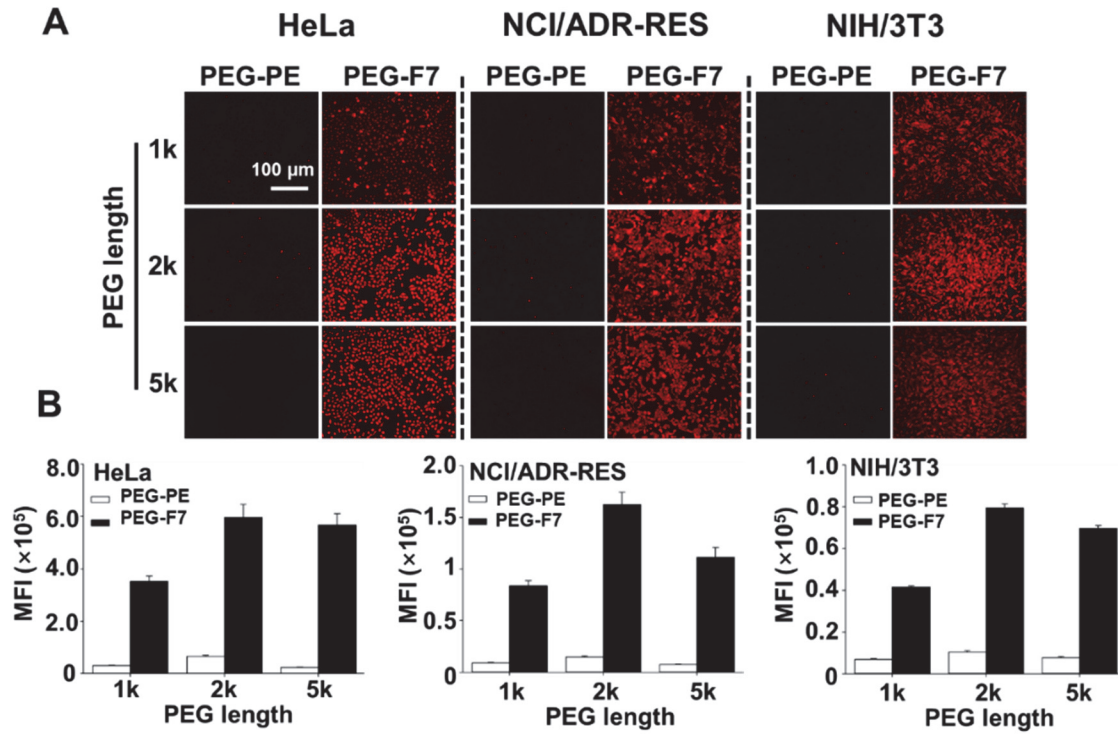 A
HeLa NCI/ADR-RES NIH/3T3
PEG-PE PEG-F7 PEG-PE PEG-F7 PEG-PE PEG-F7
PEG length
1k
100 μm
2k
5k
B
HeLa
PEG-PE
PEG-F7
MFI (×10⁵)
8.0
6.0
4.0
2.0
0
1k 2k 5k
PEG length
NCI/ADR-RES
PEG-PE
PEG-F7
MFI (×10⁵)
2.0
1.5
1
0.5
0
1k 2k 5k
PEG length
NIH/3T3
PEG-PE
PEG-F7
MFI (×10⁵)
1.0
0.8
0.6
0.4
0.2
0
1k 2k 5k
PEG length